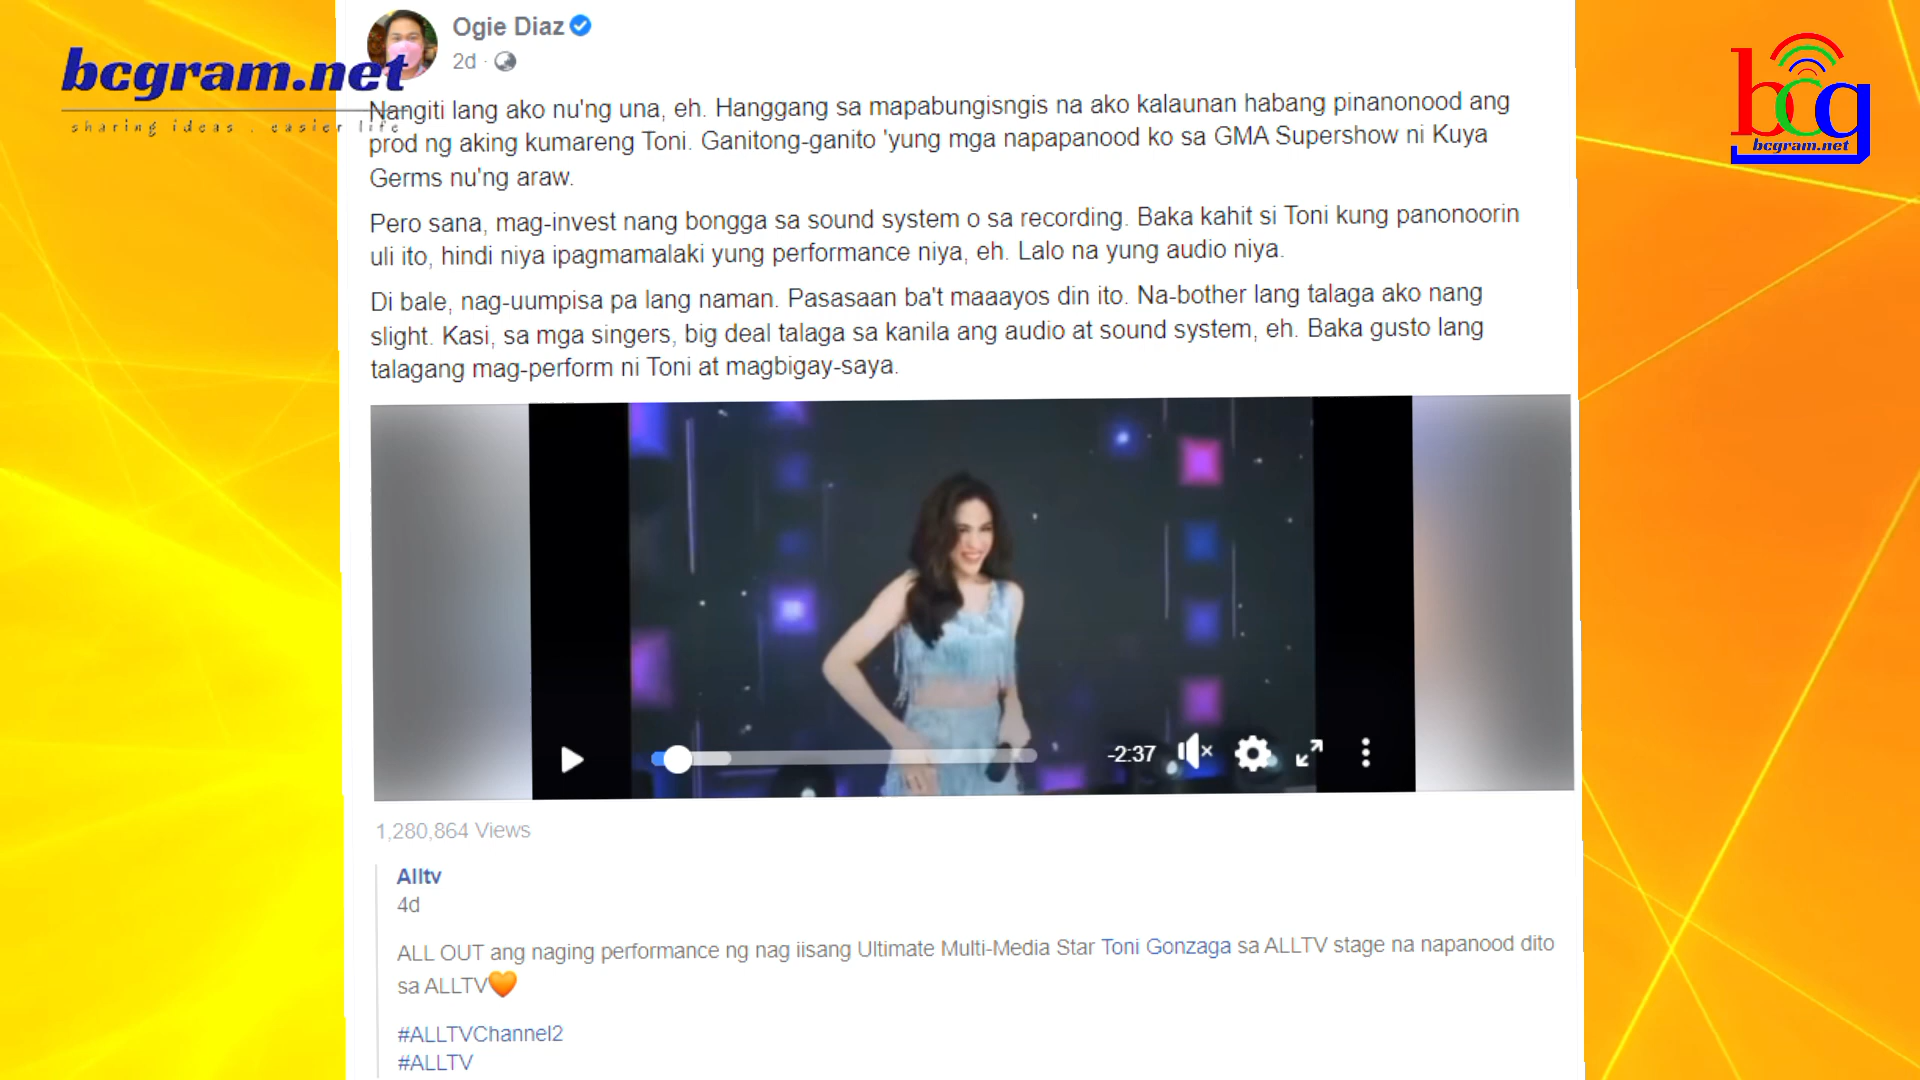 Ogie Diaz
2d ·
bcgram.net
sharing ideas . easier life
bcg
bcgram.net
Nangiti lang ako nu'ng una, eh. Hanggang sa mapabungisngis na ako kalaunan habang pinanonood ang
prod ng aking kumareng Toni. Ganitong-ganito 'yung mga napapanood ko sa GMA Supershow ni Kuya
Germs nu'ng araw.
Pero sana, mag-invest nang bongga sa sound system o sa recording. Baka kahit si Toni kung panonoorin
uli ito, hindi niya ipagmamalaki yung performance niya, eh. Lalo na yung audio niya.
Di bale, nag-uumpisa pa lang naman. Pasasaan ba't maaayos din ito. Na-bother lang talaga ako nang
slight. Kasi, sa mga singers, big deal talaga sa kanila ang audio at sound system, eh. Baka gusto lang
talagang mag-perform ni Toni at magbigay-saya.
-2:37
1,280,864 Views
Alltv
4d
ALL OUT ang naging performance ng nag iisang Ultimate Multi-Media Star Toni Gonzaga sa ALLTV stage na napanood dito
sa ALLTV🧡
#ALLTVChannel2
#ALLTV